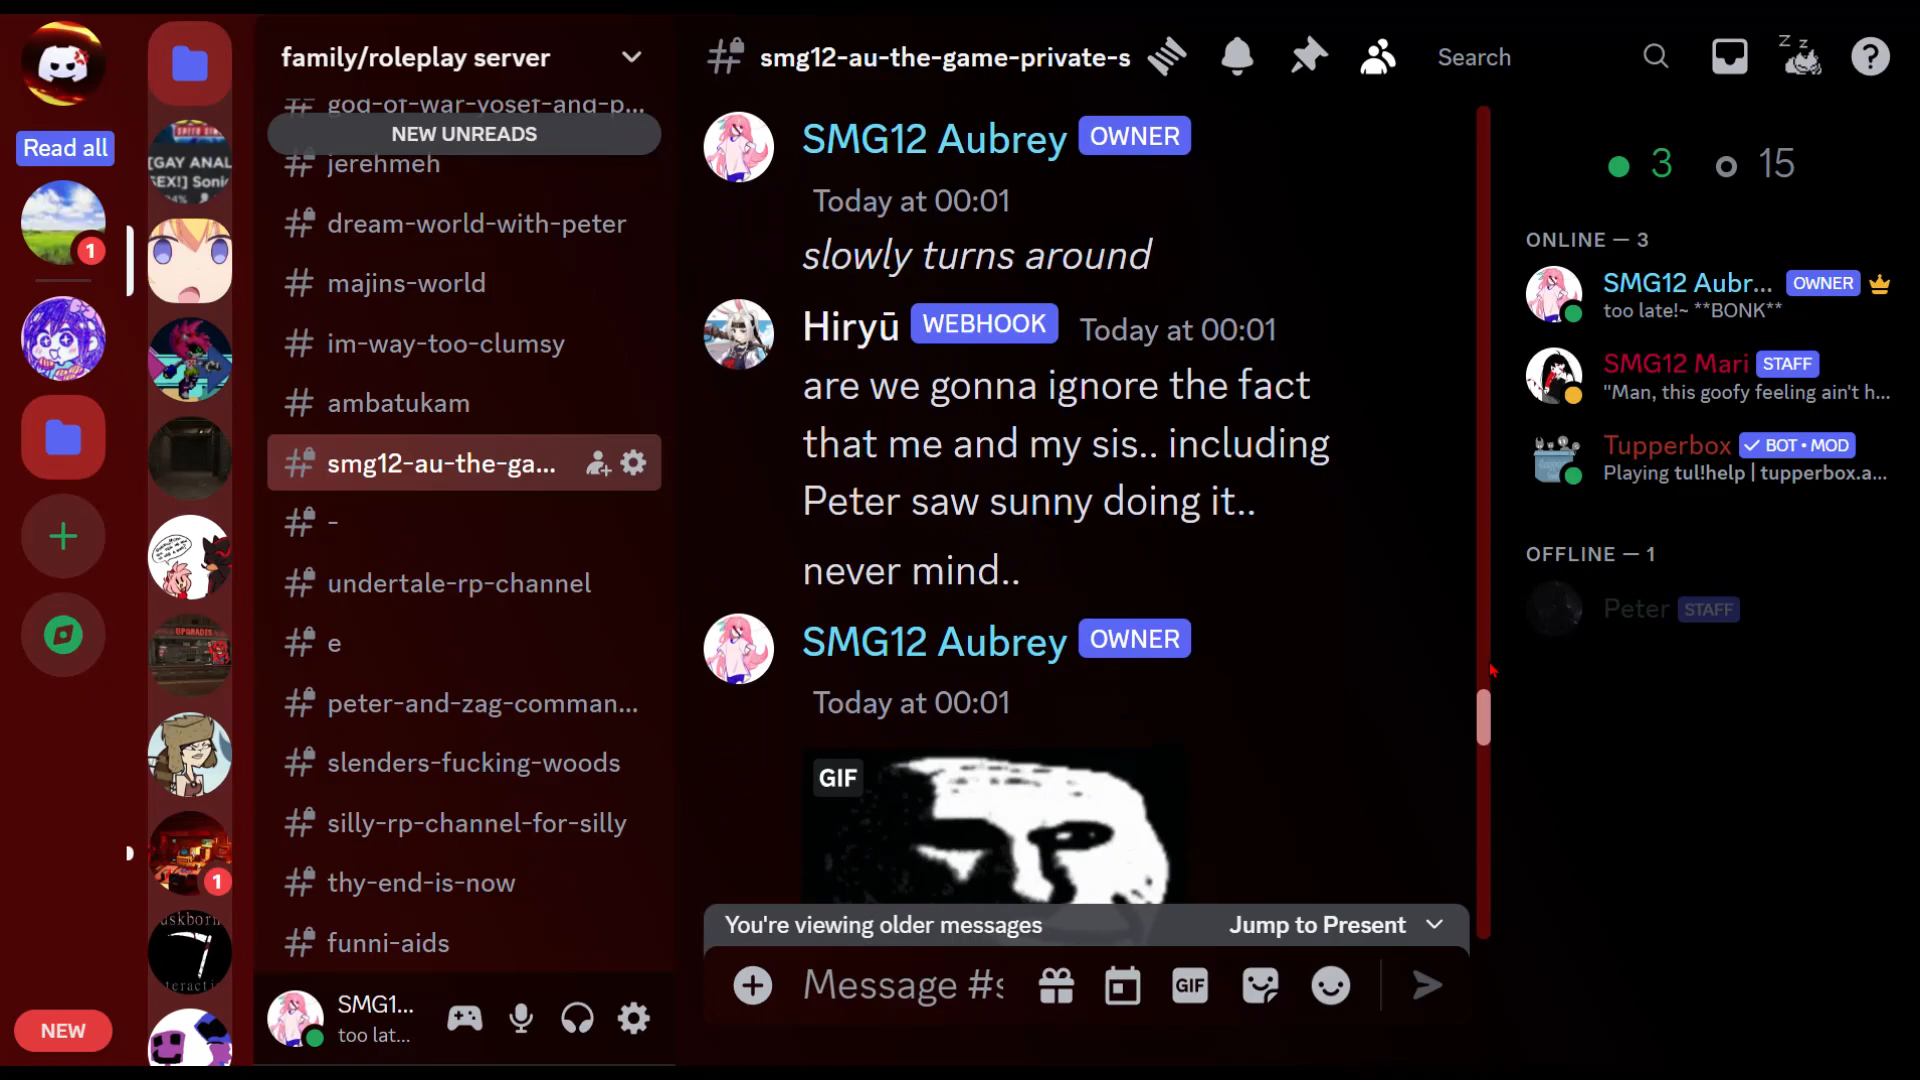 Read all
1
NEW
[GAY ANAL
SEX!] Soni
1
family/roleplay server
god-of-war-yosef-and-p...
NEW UNREADS
jerehmeh
dream-world-with-peter
majins-world
im-way-too-clumsy
ambatukam
smg12-au-the-ga...
-
undertale-rp-channel
e
peter-and-zag-comman...
slenders-fucking-woods
silly-rp-channel-for-silly
thy-end-is-now
funni-aids
SMG1...
too lat...
smg12-au-the-game-private-s
Search
Z z z
SMG12 Aubrey OWNER
Today at 00:01
slowly turns around
Hiryū WEBHOOK Today at 00:01
are we gonna ignore the fact
that me and my sis.. including
Peter saw sunny doing it..
never mind..
SMG12 Aubrey OWNER
Today at 00:01
GIF
You're viewing older messages Jump to Present
Message #s
GIF
3 15
ONLINE — 3
SMG12 Aubr... OWNER
too late!~ **BONK**
SMG12 Mari STAFF
"Man, this goofy feeling ain't h...
Tupperbox ✓ BOT • MOD
Playing tul!help | tupperbox.a...
OFFLINE — 1
Peter STAFF